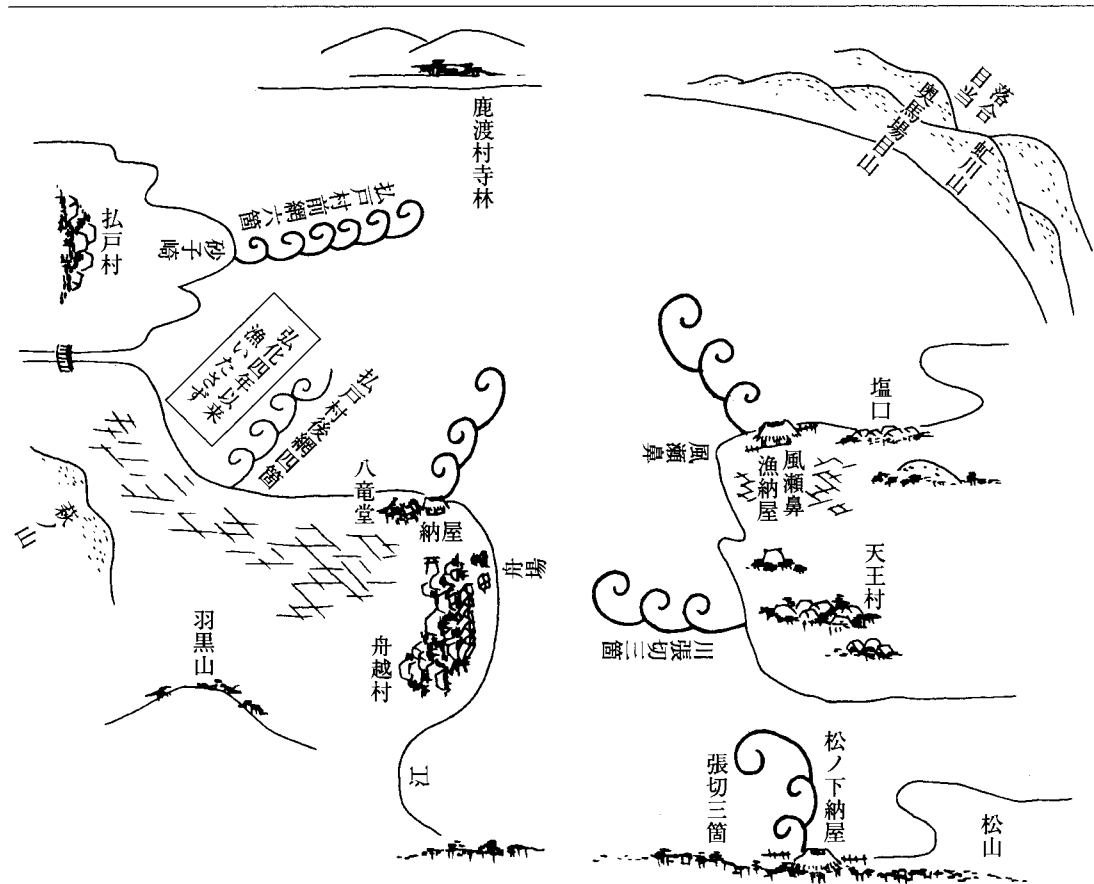 落合
目当
奥馬場目山
虹川山
鹿渡村寺林
払戸村
砂子崎
払戸村前網六箇
弘化四年以来
漁いたさず
払戸村後網四箇
八竜堂
納屋
舟場
舟越村
萩ノ山
羽黒山
江
塩口
風瀬鼻
風瀬鼻
漁納屋
天王村
川張切三箇
松ノ下納屋
張切三箇
松山